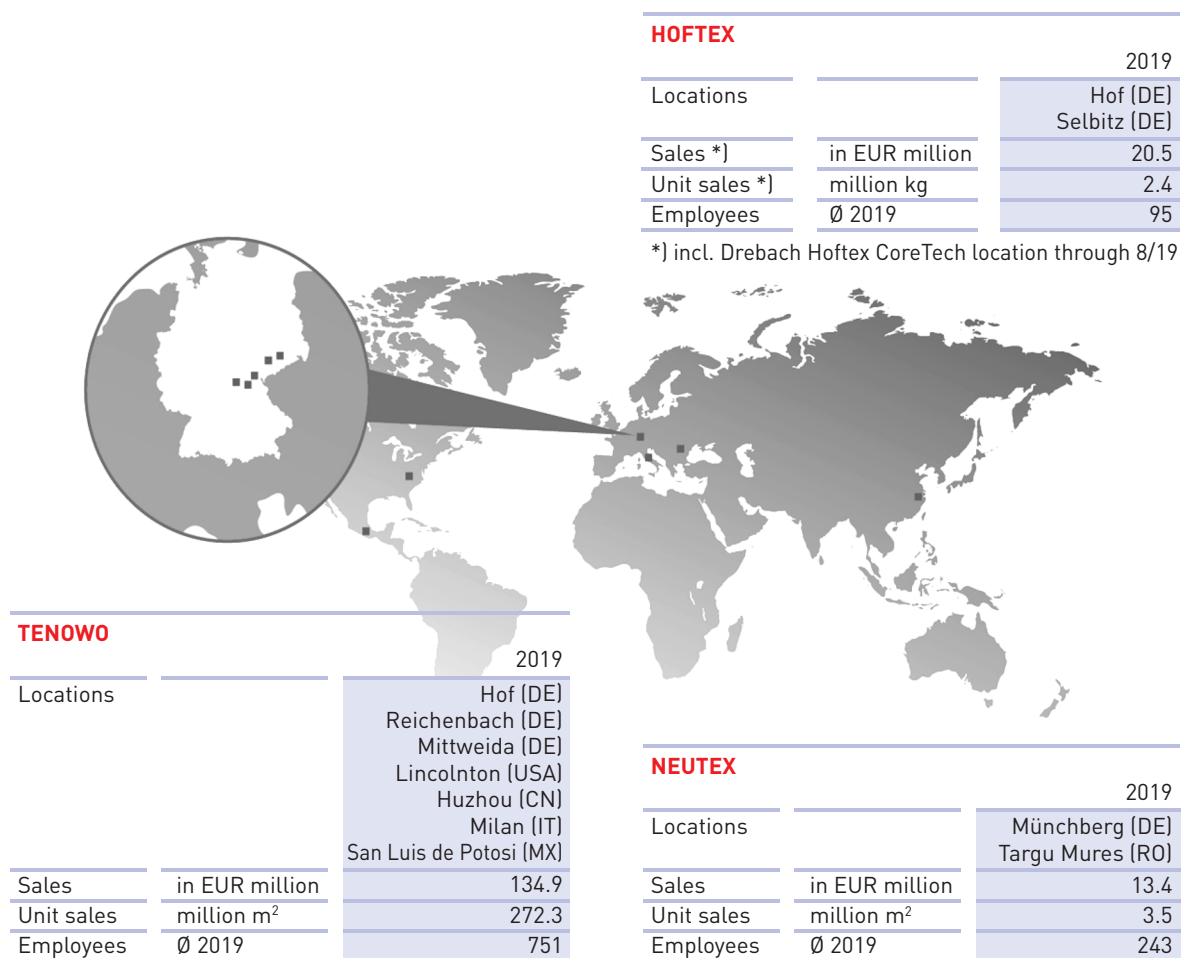 HOFTEX
2019
Locations Hof (DE)
Selbitz (DE)
Sales *) in EUR million 20.5
Unit sales *) million kg 2.4
Employees Ø 2019 95
*) incl. Drebach Hoftex CoreTech location through 8/19
TENOWO
2019
Locations Hof (DE)
Reichenbach (DE)
Mittweida (DE)
Lincolnton (USA)
Huzhou (CN)
Milan (IT)
San Luis de Potosi (MX)
Sales in EUR million 134.9
Unit sales million m² 272.3
Employees Ø 2019 751
NEUTEX
2019
Locations Münchberg (DE)
Targu Mures (RO)
Sales in EUR million 13.4
Unit sales million m² 3.5
Employees Ø 2019 243